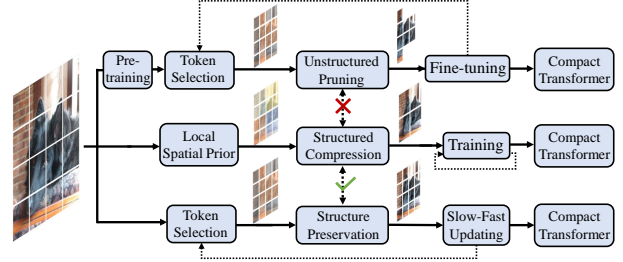 Pre-
training
Token
Selection
Unstructured
Pruning
Fine-tuning
Compact
Transformer
Local
Spatial Prior
Structured
Compression
Training
Compact
Transformer
Token
Selection
Structure
Preservation
Slow-Fast
Updating
Compact
Transformer